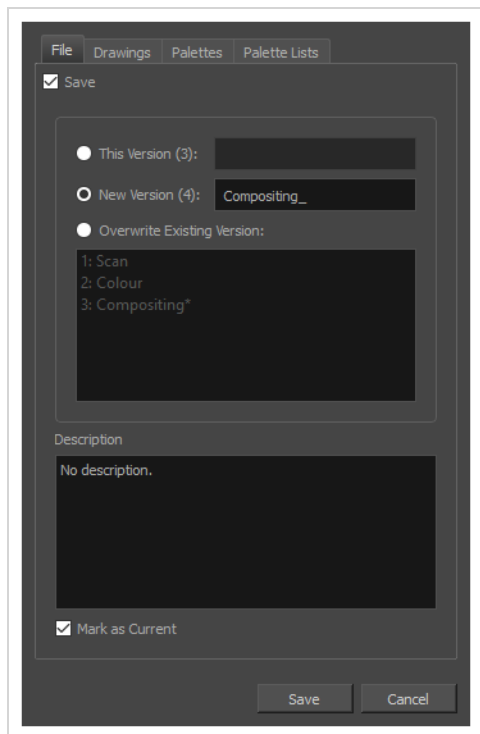 File Drawings Palettes Palette Lists
Save
This Version (3):
New Version (4): Compositing_
Overwrite Existing Version:
1: Scan
2: Colour
3: Compositing*
Description
No description.
Mark as Current
Save Cancel